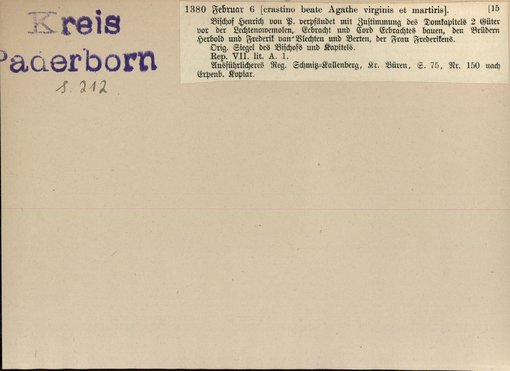 Kreis
Paderborn
S. 212
1380 Februar 6 [crastino beate Agathe virginis et martiris]. [15
Bischof Henrich von P. verpfändet mit Zustimmung des Domkapitels 2 Güter
vor der Lechtenovemolen, Ecbracht und Cord Ecbrachtes bauen, den Brüdern
Herbold und Frederik van Vlechten und Berten, der Frau Frederikens.
Orig. Siegel des Bischofs und Kapitels.
Rep. VII. lit. A. 1.
Ausführlicheres Reg. Schmitz-Kallenberg, Kr. Büren, S. 75, Nr. 150 nach
Erpenb. Kopiar.